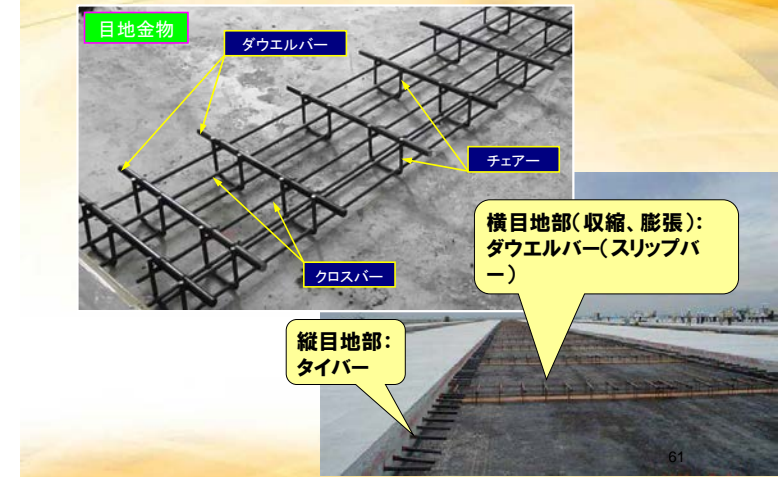 目地金物
ダウエルバー
チェアー
クロスバー
横目地部(収縮、膨張):
ダウエルバー(スリップバ
ー)
縦目地部:
タイバー
61